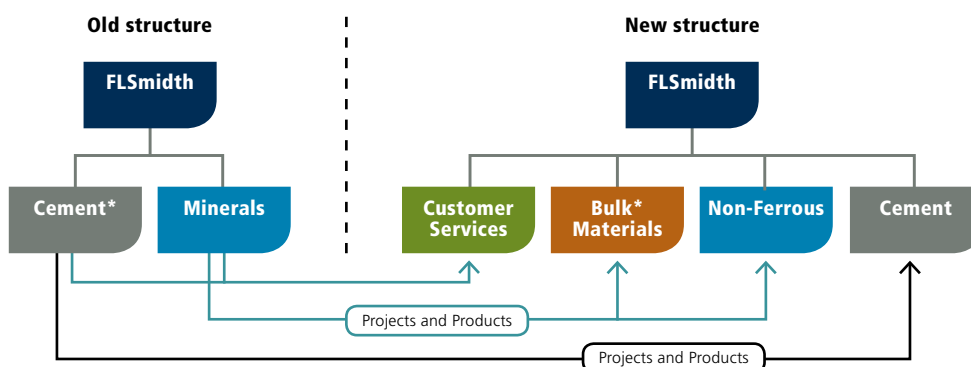 Old structure
New structure
FLSmidth
FLSmidth
Cement*
Minerals
Customer
Services
Bulk*
Materials
Non-Ferrous
Cement
Projects and Products
Projects and Products